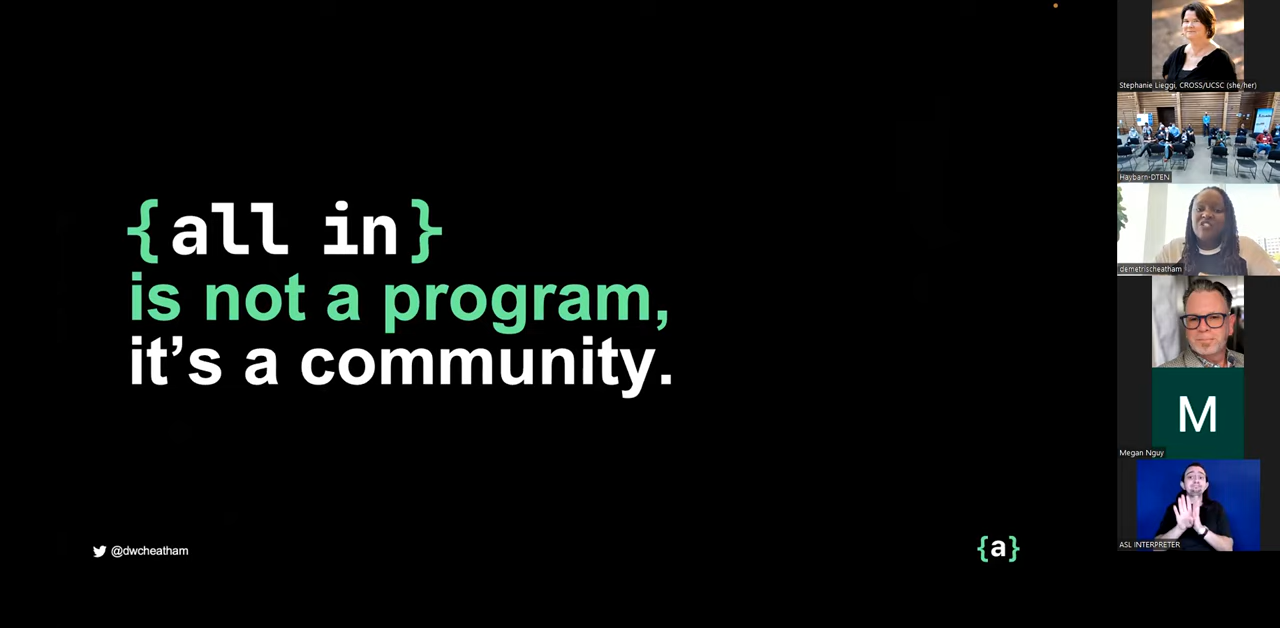 {all in}
is not a program,
it's a community.
@dwcheatham
{a}
Stephanie Lieggi, CROSS/UCSC (she/her)
Haybarn-DTEN
demetrischeatham
M
Megan Nguy
ASL INTERPRETER